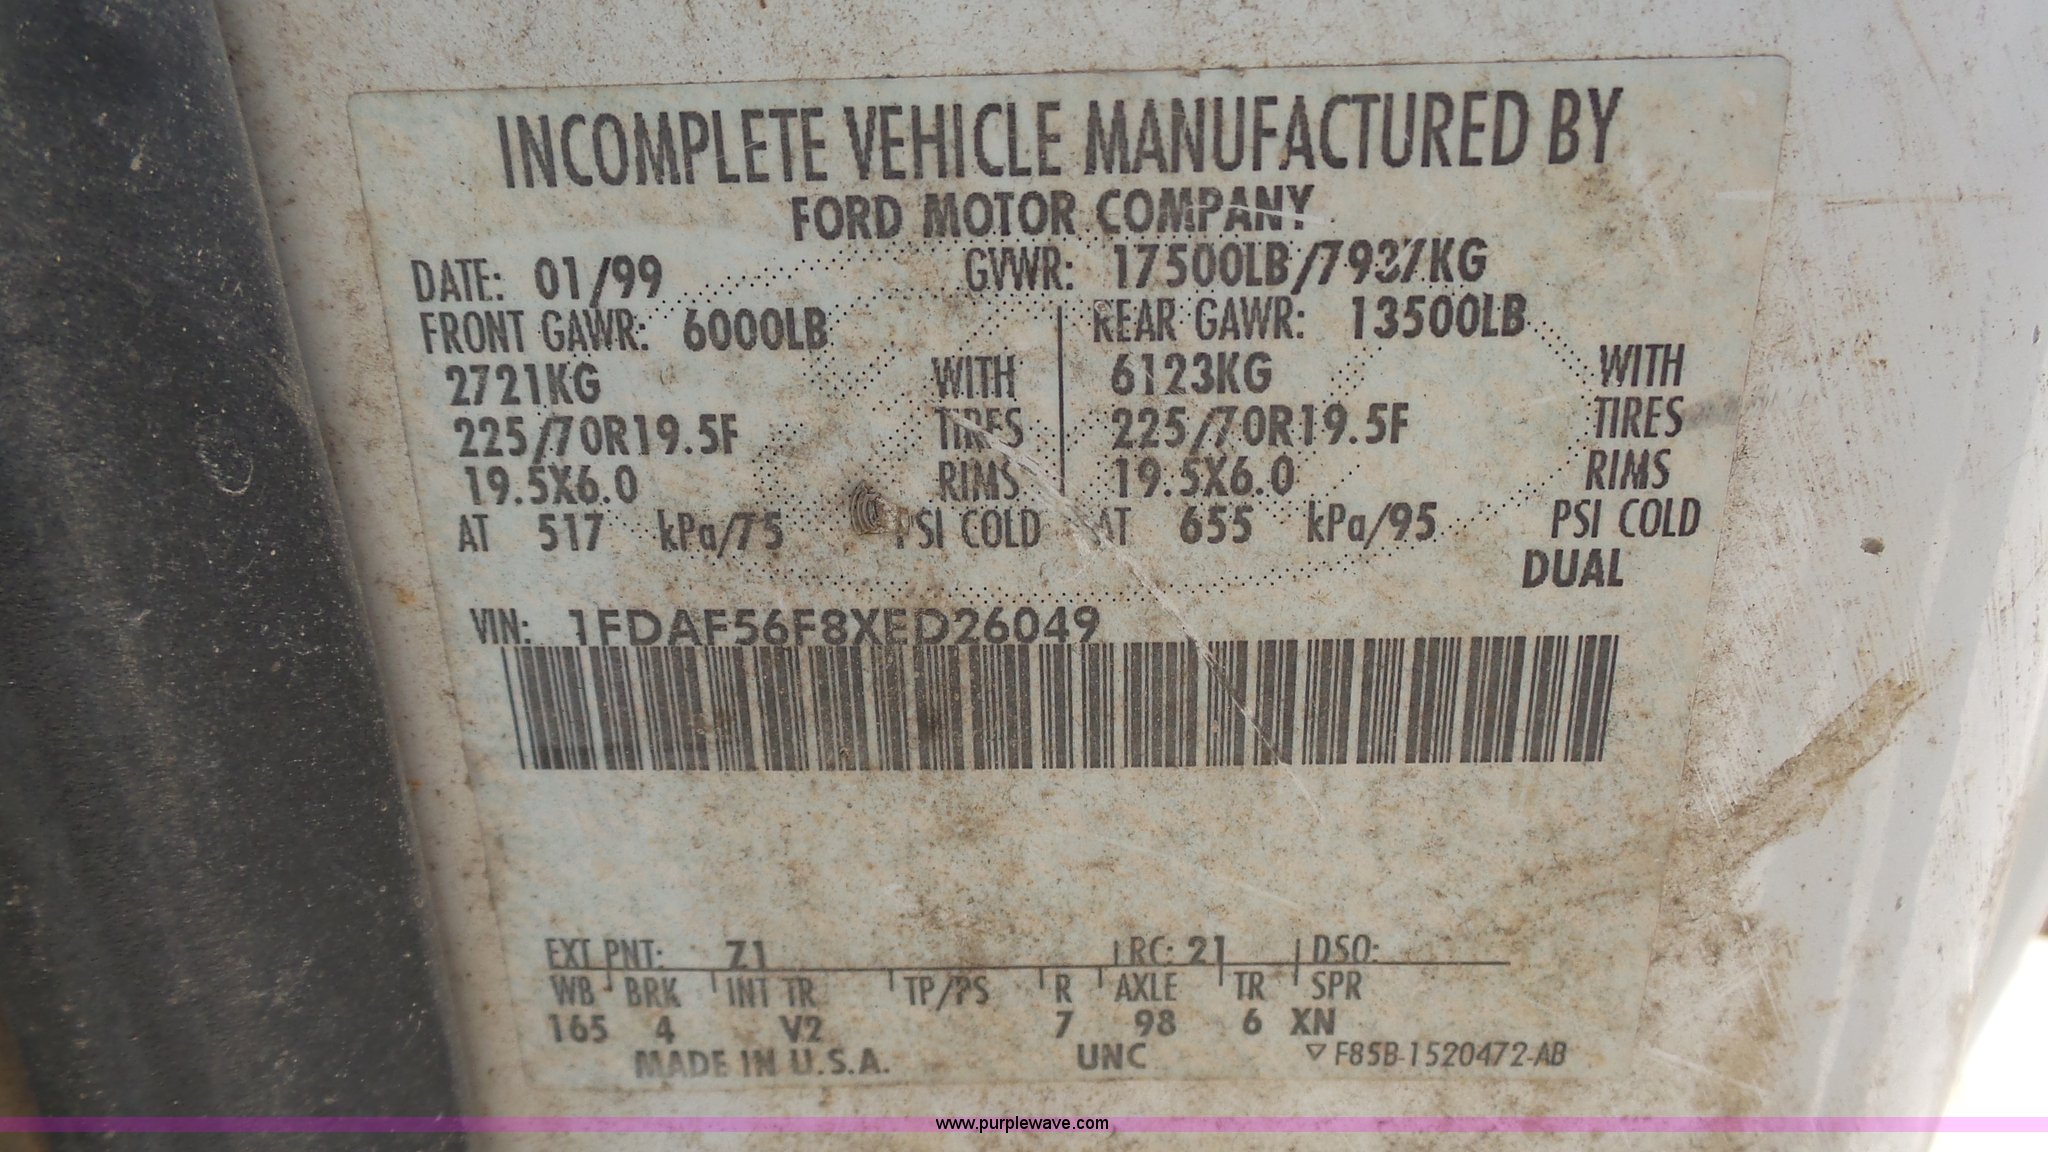 INCOMPLETE VEHICLE MANUFACTURED BY
FORD MOTOR COMPANY
DATE: 01/99 GVWR: 17500LB/7937KG
FRONT GAWR: 6000LB REAR GAWR: 13500LB
2721KG WITH 6123KG WITH
225/70R19.5F TIRES 225/70R19.5F TIRES
19.5X6.0 RIMS 19.5X6.0 RIMS
AT 517 kPa/75 PSI COLD AT 655 kPa/95 PSI COLD
DUAL
VIN: 1FDAF56F8XED26049
EXT PNT: Z1 RC: 21 DSO:
WB BRK INT TR TP/PS R AXLE TR SPR
165 4 V2 7 98 6 XN
MADE IN U.S.A. UNC ▽ F85B-1520472-AB
www.purplewave.com